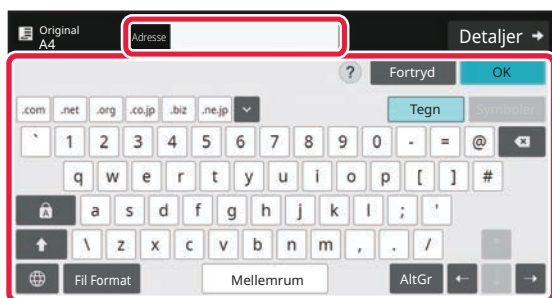 Original
A4
Adresse
Detaljer →
? Fortryd OK
.com .net .org .co.jp .biz .ne.jp Tegn Symboler
` 1 2 3 4 5 6 7 8 9 0 - = @
q w e r t y u i o p [ ] #
A a s d f g h j k l ; '
\ z x c v b n m , . /
Fil Format Mellemrum AltGr ← ↓ →